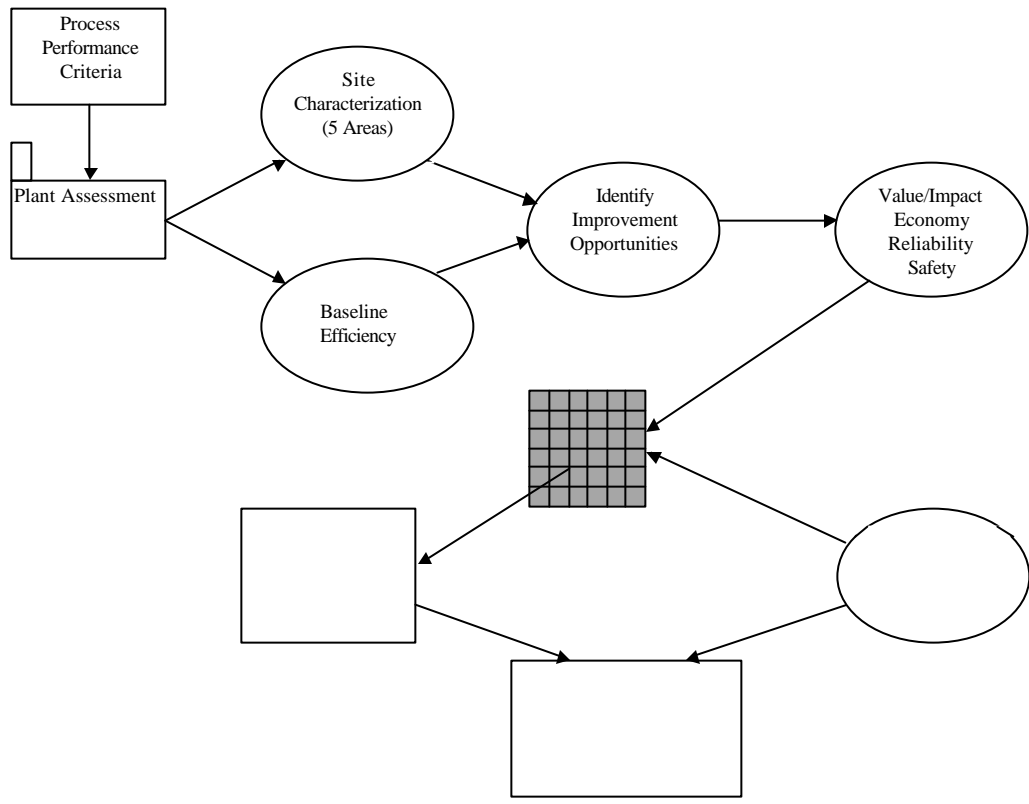 Process
Performance
Criteria
Plant Assessment
Site
Characterization
(5 Areas)
Baseline
Efficiency
Identify
Improvement
Opportunities
Value/Impact
Economy
Reliability
Safety